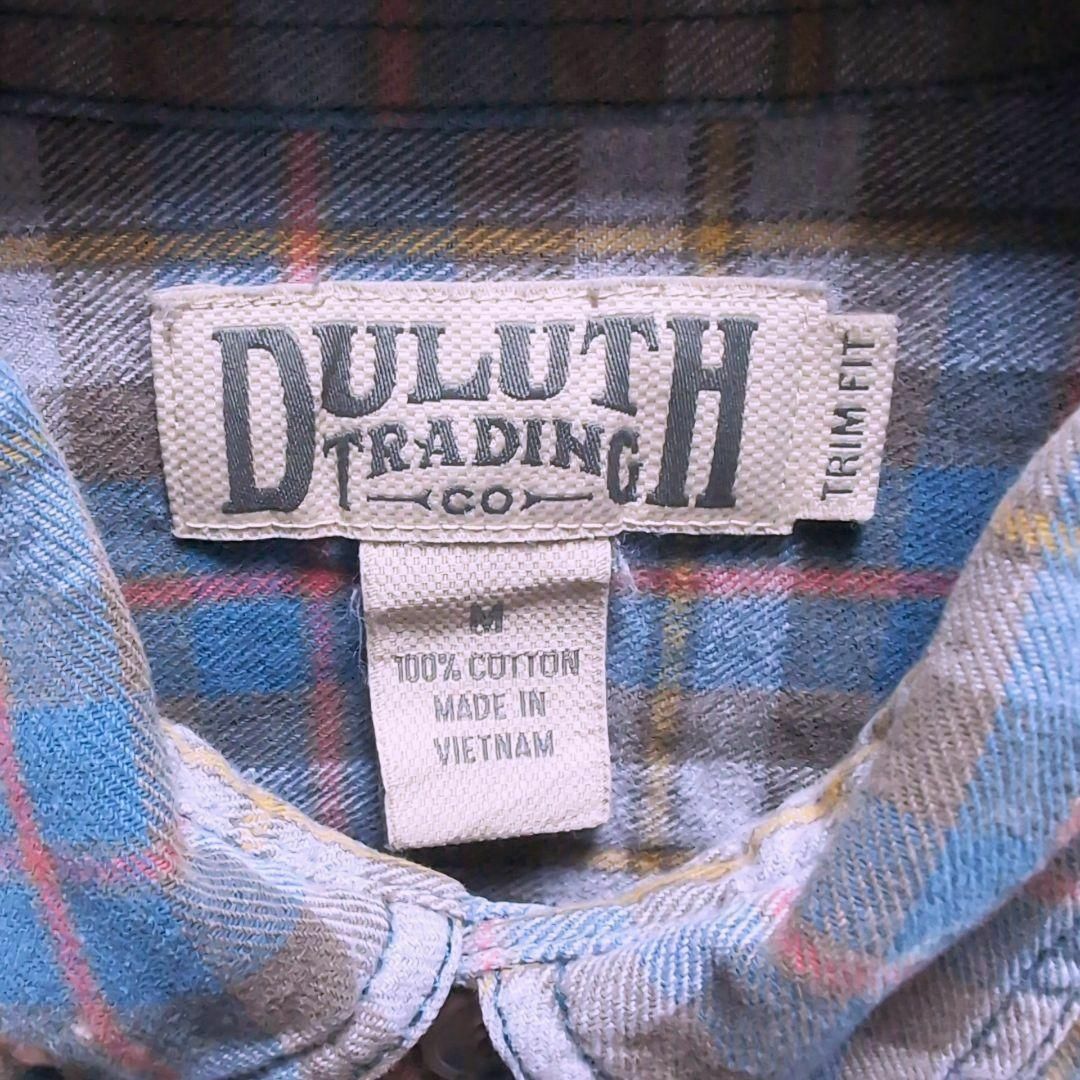 DULUTH
TRADING
CO
TRIM FIT
M
100% COTTON
MADE IN
VIETNAM